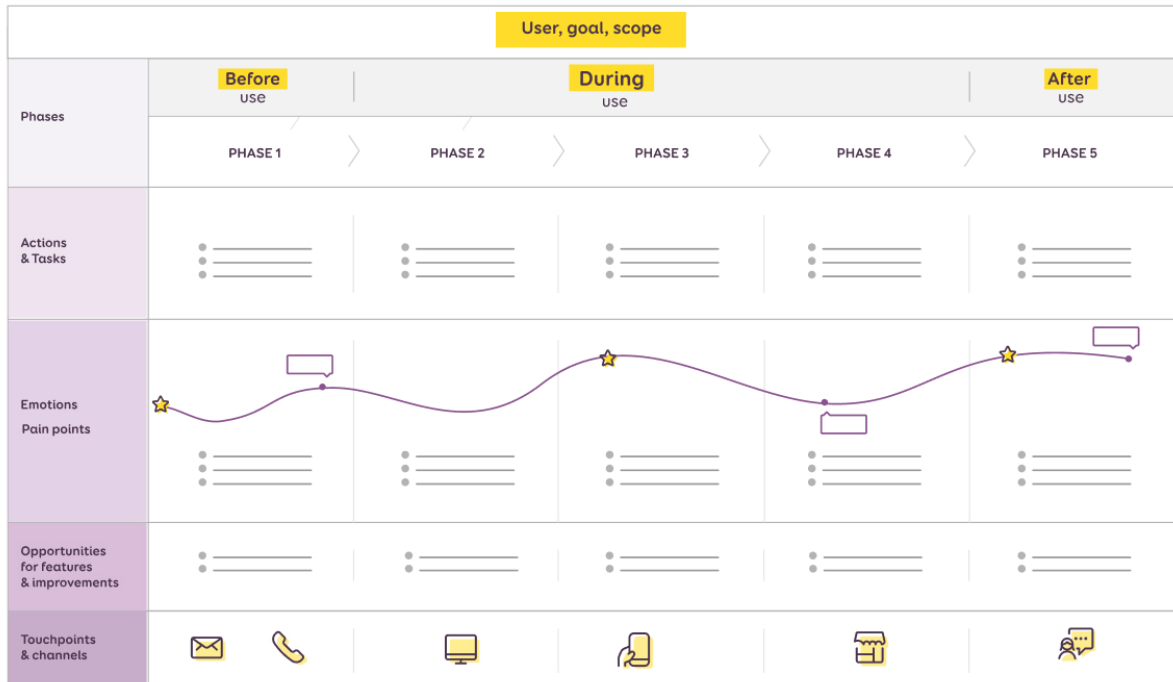 User, goal, scope
Phases
Before
use
During
use
After
use
PHASE 1
PHASE 2
PHASE 3
PHASE 4
PHASE 5
Actions
& Tasks
Emotions
Pain points
Opportunities
for features
& improvements
Touchpoints
& channels